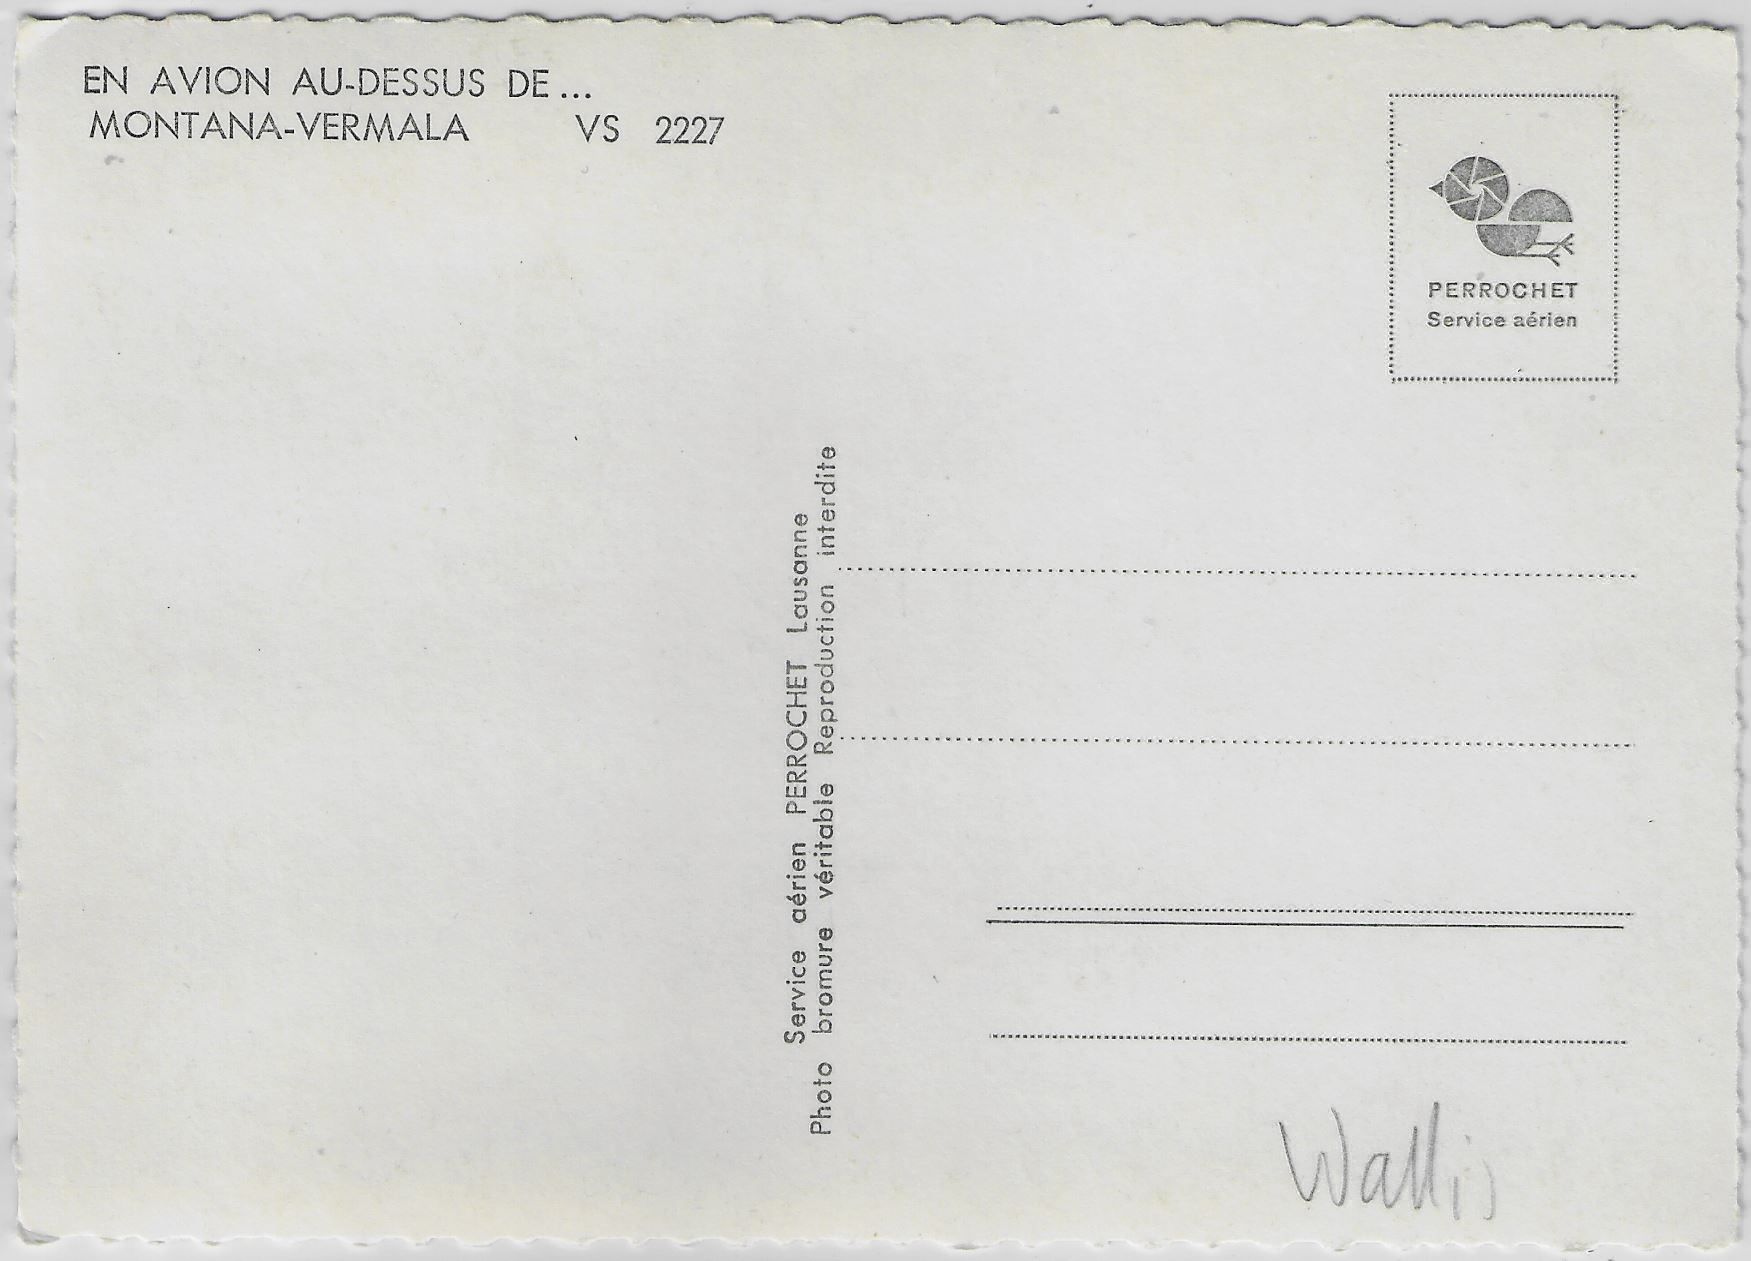 EN AVION AU-DESSUS DE...
MONTANA-VERMALA VS 2227
PERROCHET
Service aérien
Service aérien PERROCHET Lausanne
Photo bromure véritable Reproduction interdite
Wallis